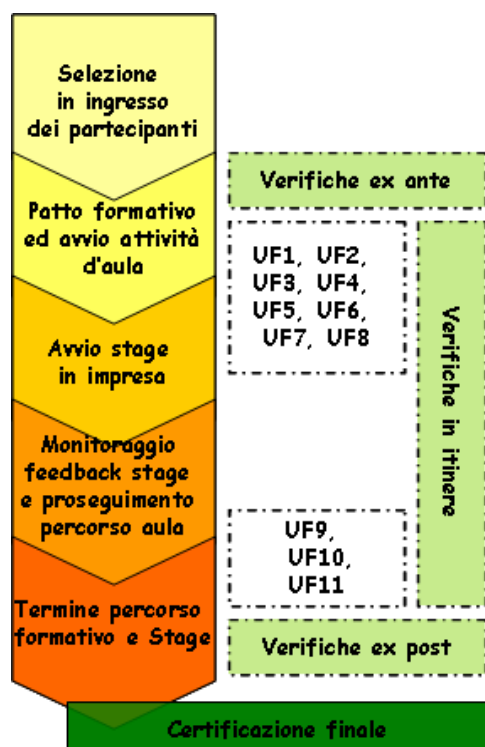 Selezione
in ingresso
dei partecipanti
Verifiche ex ante
Patto formativo
ed avvio attività
d'aula
UF1, UF2,
UF3, UF4,
UF5, UF6,
UF7, UF8
Verifiche in itinere
Avvio stage
in impresa
Monitoraggio
feedback stage
e proseguimento
percorso aula
UF9,
UF10,
UF11
Termine percorso
formativo e Stage
Verifiche ex post
Certificazione finale